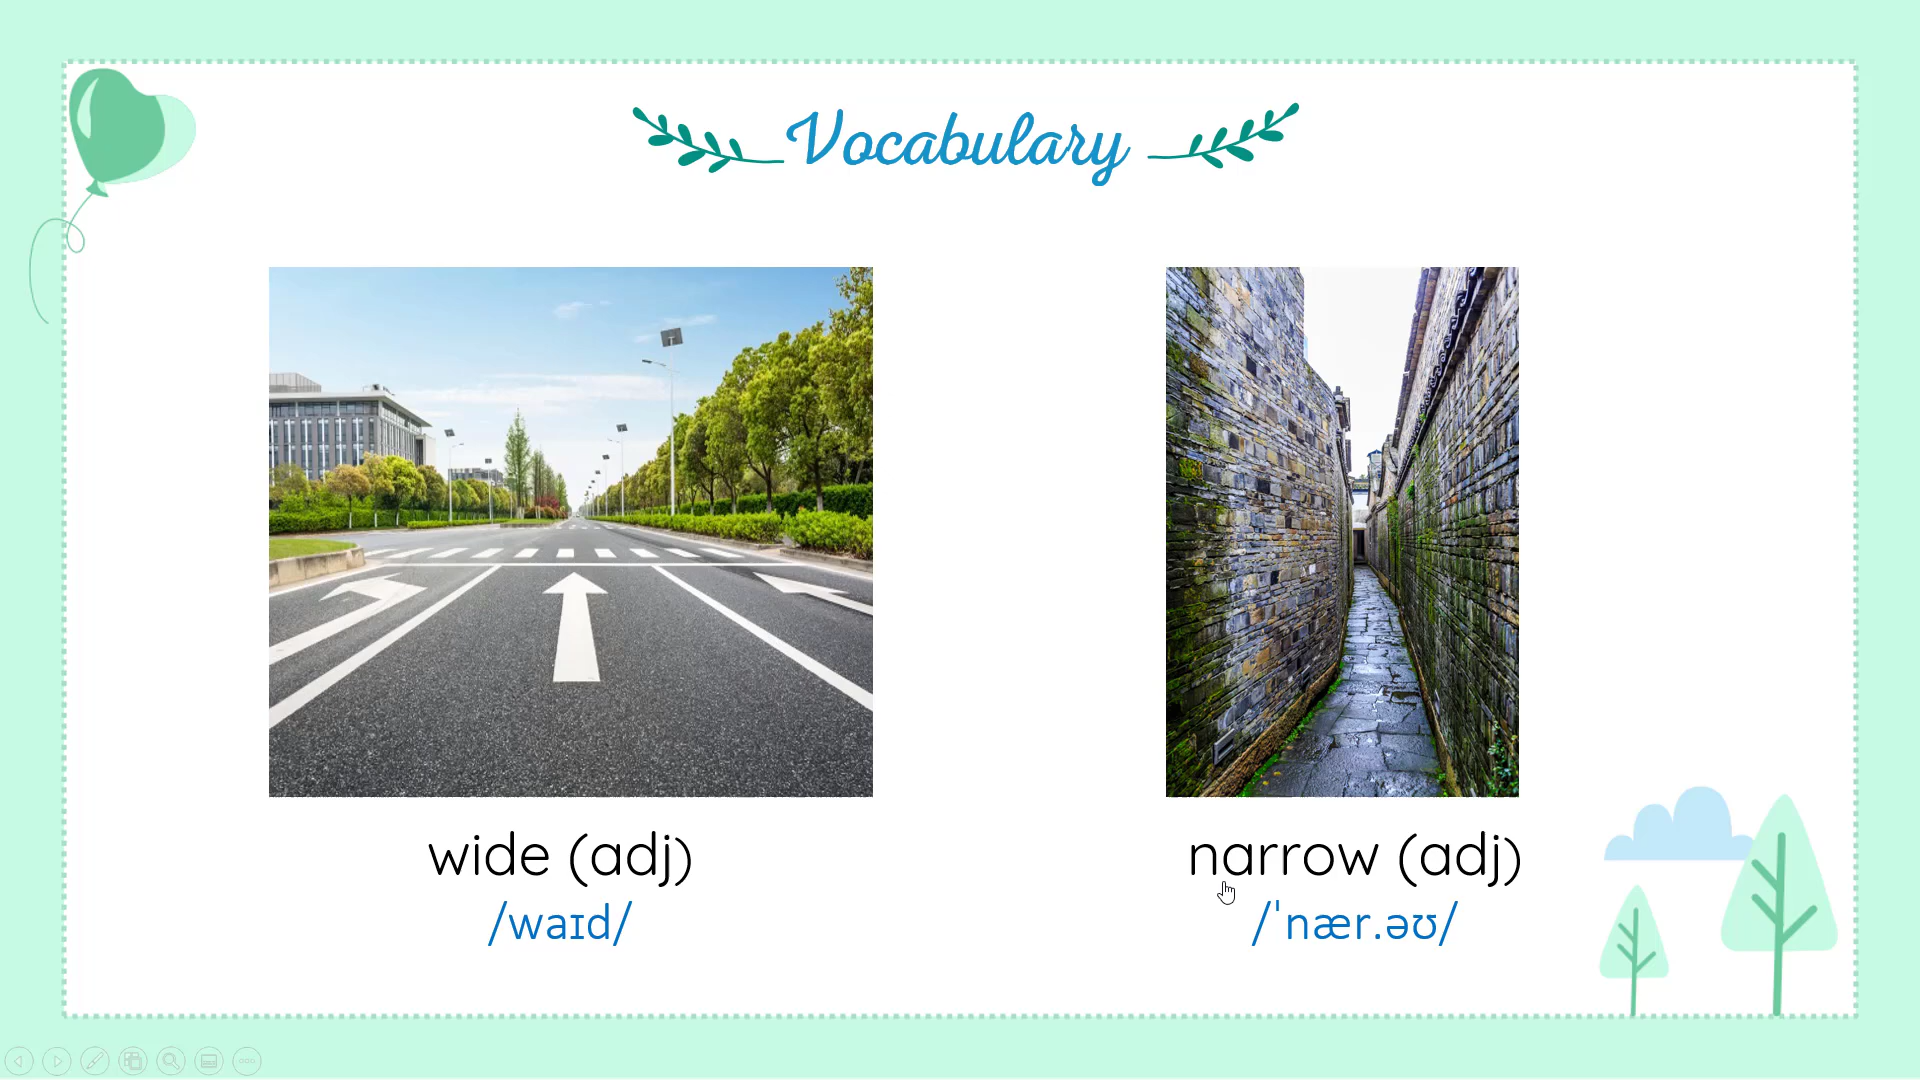 Vocabulary
wide (adj)
/waɪd/
narrow (adj)
/ˈnær.əʊ/